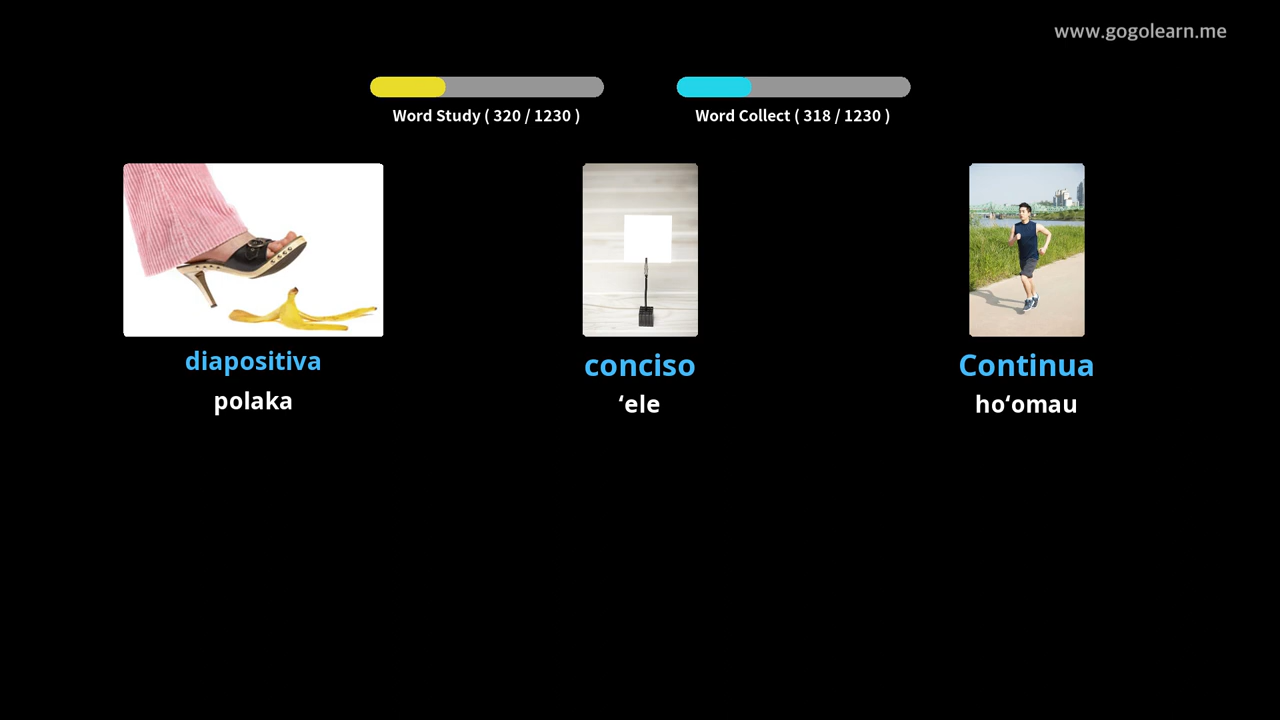 www.gogolearn.me
Word Study ( 320 / 1230 )
Word Collect ( 318 / 1230 )
diapositiva
polaka
conciso
ʻele
Continua
hoʻomau